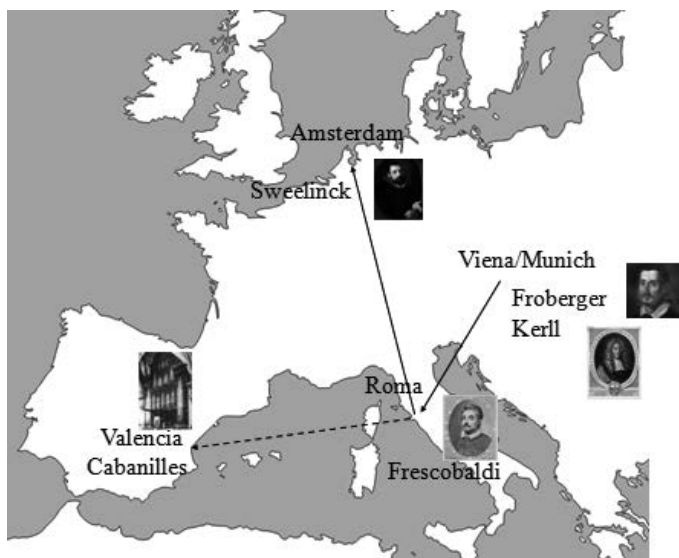 Amsterdam
Sweelinck
Viena/Munich
Froberger
Kerll
Roma
Valencia
Cabanilles
Frescobaldi